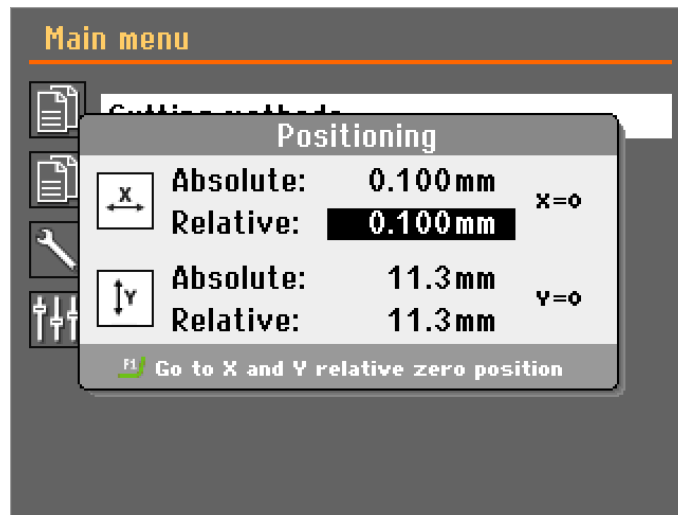 Main menu
Positioning
X
Absolute: 0.100mm
Relative: 0.100mm
X=0
Y
Absolute: 11.3mm
Relative: 11.3mm
Y=0
F1 Go to X and Y relative zero position